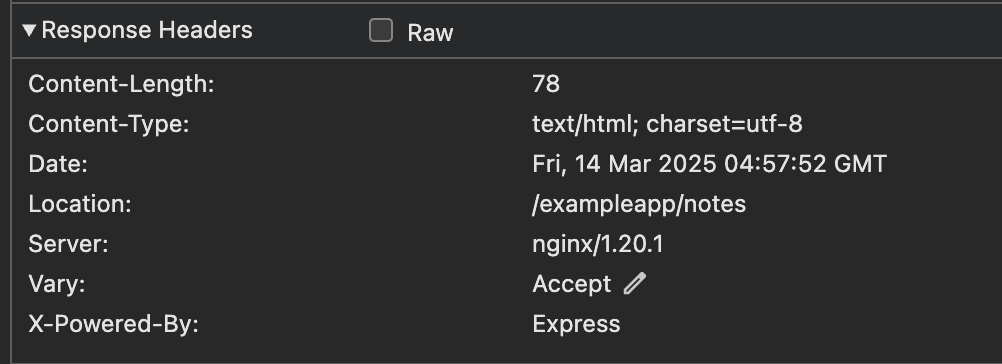 ▼ Response Headers Raw
Content-Length: 78
Content-Type: text/html; charset=utf-8
Date: Fri, 14 Mar 2025 04:57:52 GMT
Location: /exampleapp/notes
Server: nginx/1.20.1
Vary: Accept
X-Powered-By: Express